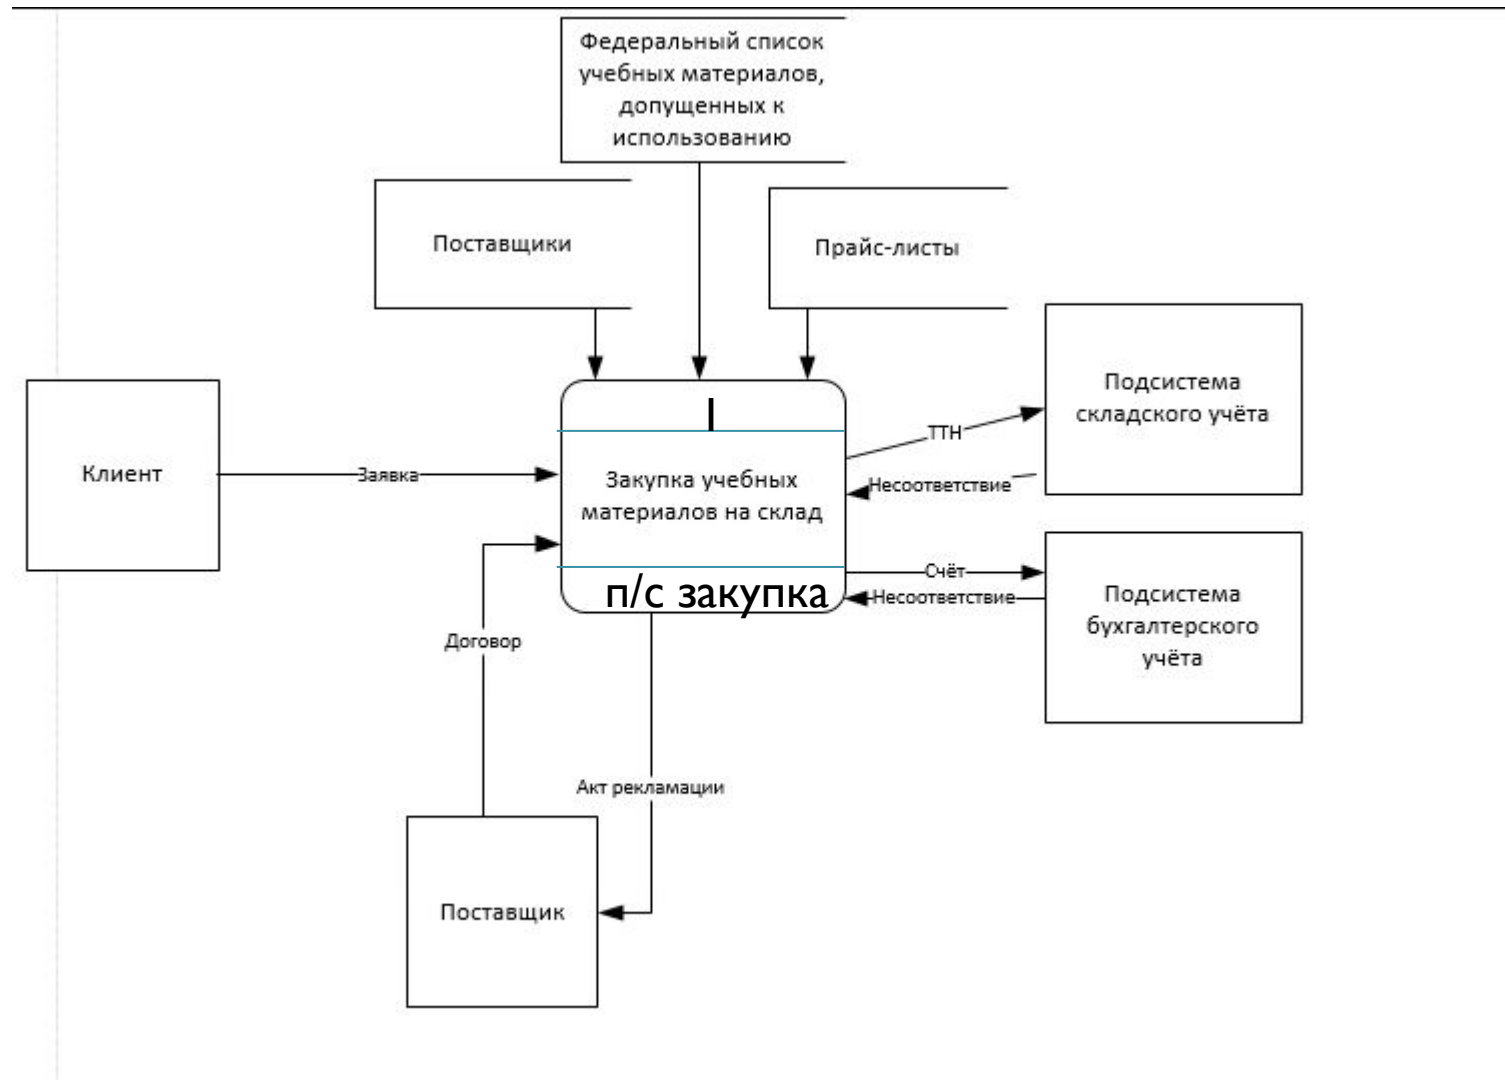 Федеральный список
учебных материалов,
допущенных к
использованию
Поставщики
Прайс-листы
Подсистема
складского учёта
Клиент
Заявка
I
Закупка учебных
материалов на склад
п/с закупка
ТТН
Несоответствие
Счёт
Несоответствие
Подсистема
бухгалтерского
учёта
Договор
Акт рекламации
Поставщик